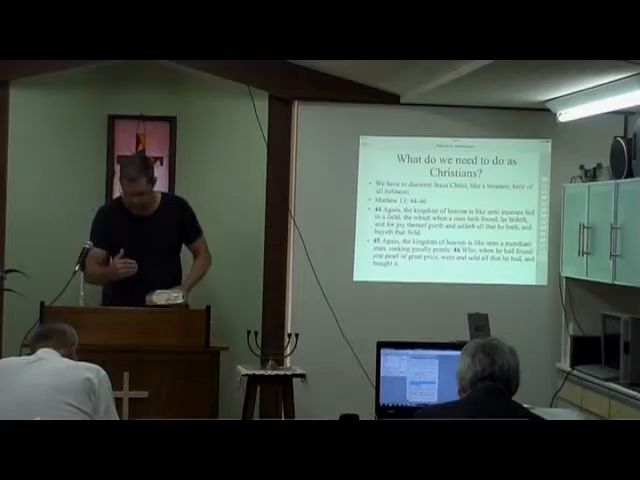 What do we need to do as
Christians?
We have to discover Jesus Christ, like a treasure, holy of
all holiness;
Mathew 13; 44-46
44 Again, the kingdom of heaven is like unto treasure hid
in a field; the which when a man hath found, he hideth,
and for joy thereof goeth and selleth all that he hath, and
buyeth that field.
45 Again, the kingdom of heaven is like unto a merchant
man, seeking goodly pearls: 46 Who, when he had found
one pearl of great price, went and sold all that he had, and
bought it.